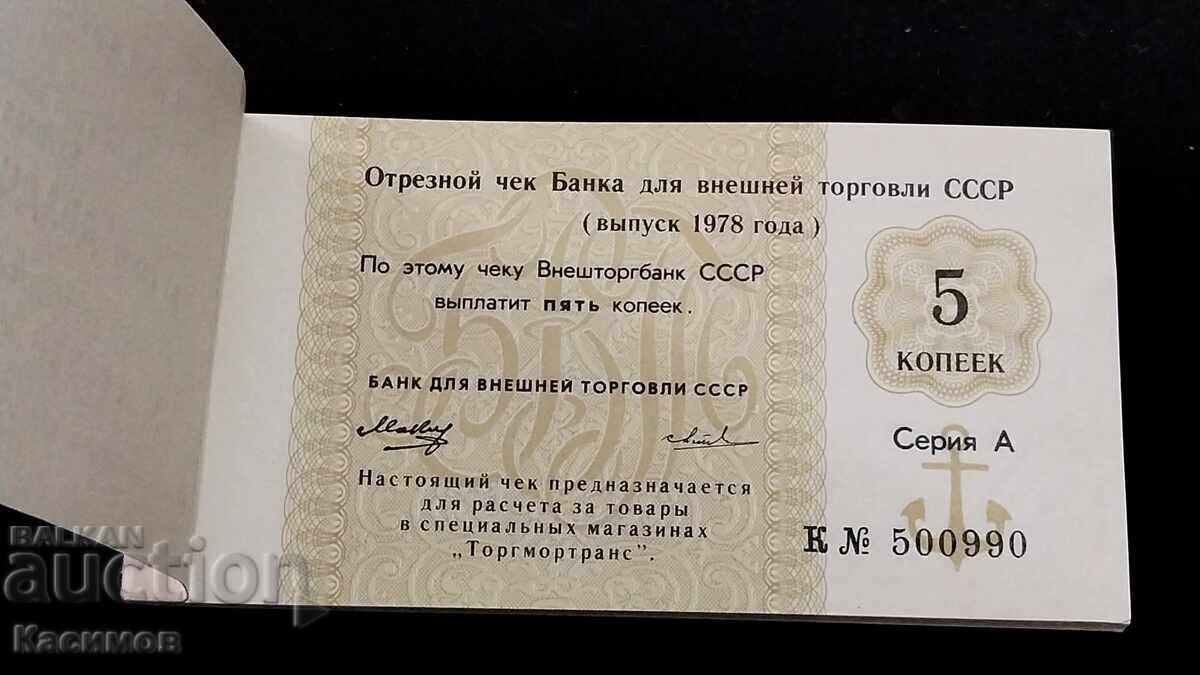 Отрезной чек Банка для внешней торговли СССР
( выпуск 1978 года )
По этому чеку Внешторгбанк СССР
выплатит пять копеек.
БАНК ДЛЯ ВНЕШНЕЙ ТОРГОВЛИ СССР
Настоящий чек предназначается
для расчета за товары
в специальных магазинах
„Торгмортранс".
5
КОПЕЕК
Серия А
К № 500990
BALKAN
auction
Касимов